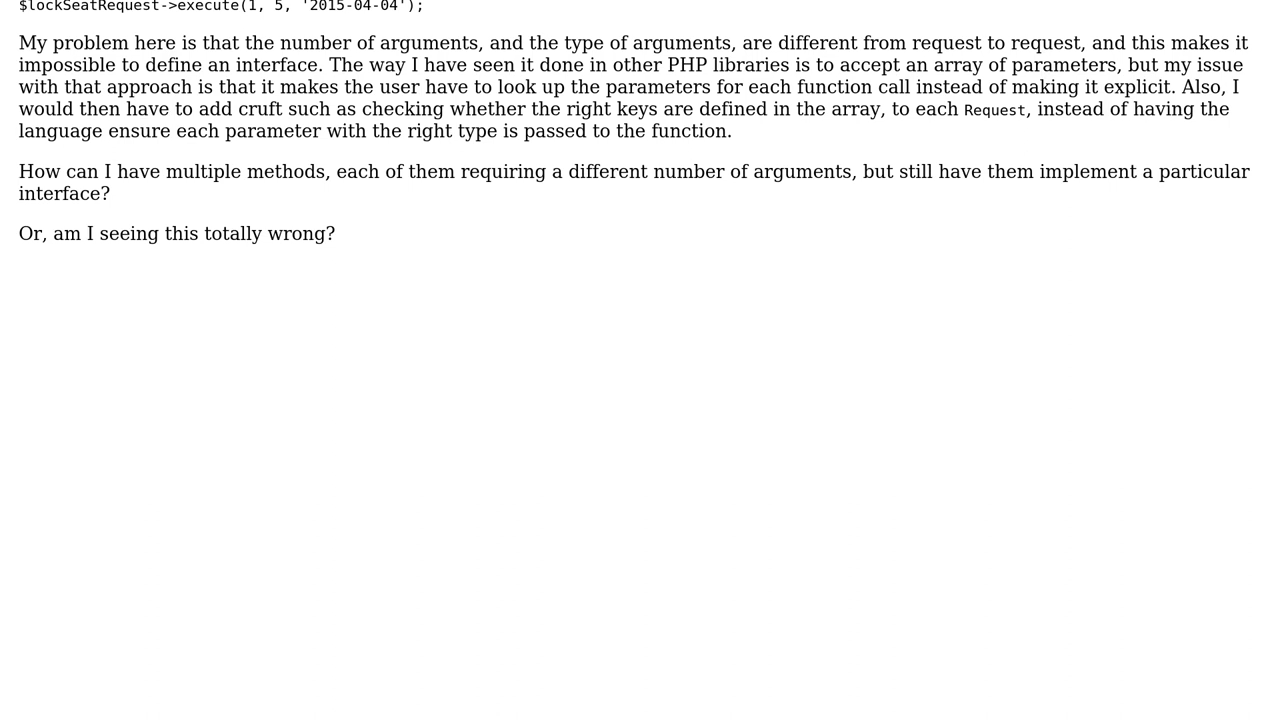 $lockSeatRequest->execute(1, 5, '2015-04-04');
My problem here is that the number of arguments, and the type of arguments, are different from request to request, and this makes it
impossible to define an interface. The way I have seen it done in other PHP libraries is to accept an array of parameters, but my issue
with that approach is that it makes the user have to look up the parameters for each function call instead of making it explicit. Also, I
would then have to add cruft such as checking whether the right keys are defined in the array, to each Request, instead of having the
language ensure each parameter with the right type is passed to the function.
How can I have multiple methods, each of them requiring a different number of arguments, but still have them implement a particular
interface?
Or, am I seeing this totally wrong?